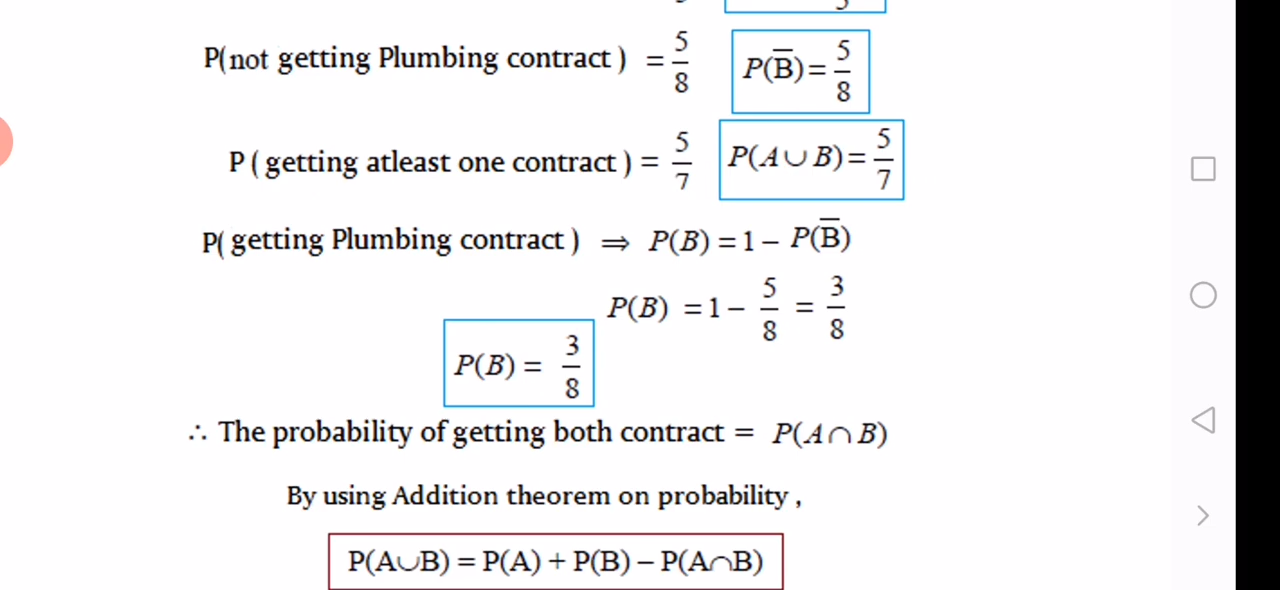 P(not getting Plumbing contract) = 5/8 P(B̅) = 5/8
P(getting atleast one contract) = 5/7 P(A∪B) = 5/7
P(getting Plumbing contract) ⇒ P(B) = 1 − P(B̅)
P(B) = 1 − 5/8 = 3/8
P(B) = 3/8
∴ The probability of getting both contract = P(A∩B)
By using Addition theorem on probability,
P(A∪B) = P(A) + P(B) − P(A∩B)